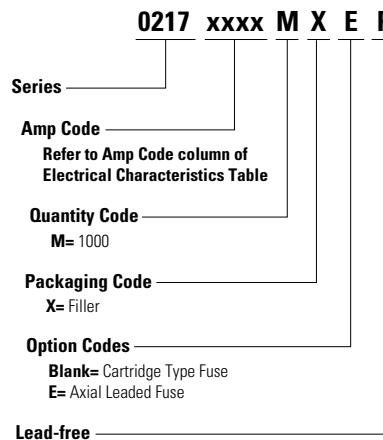 0217 xxxx M X E
Series
Amp Code
Refer to Amp Code column of
Electrical Characteristics Table
Quantity Code
M= 1000
Packaging Code
X= Filler
Option Codes
Blank= Cartridge Type Fuse
E= Axial Leaded Fuse
Lead-free